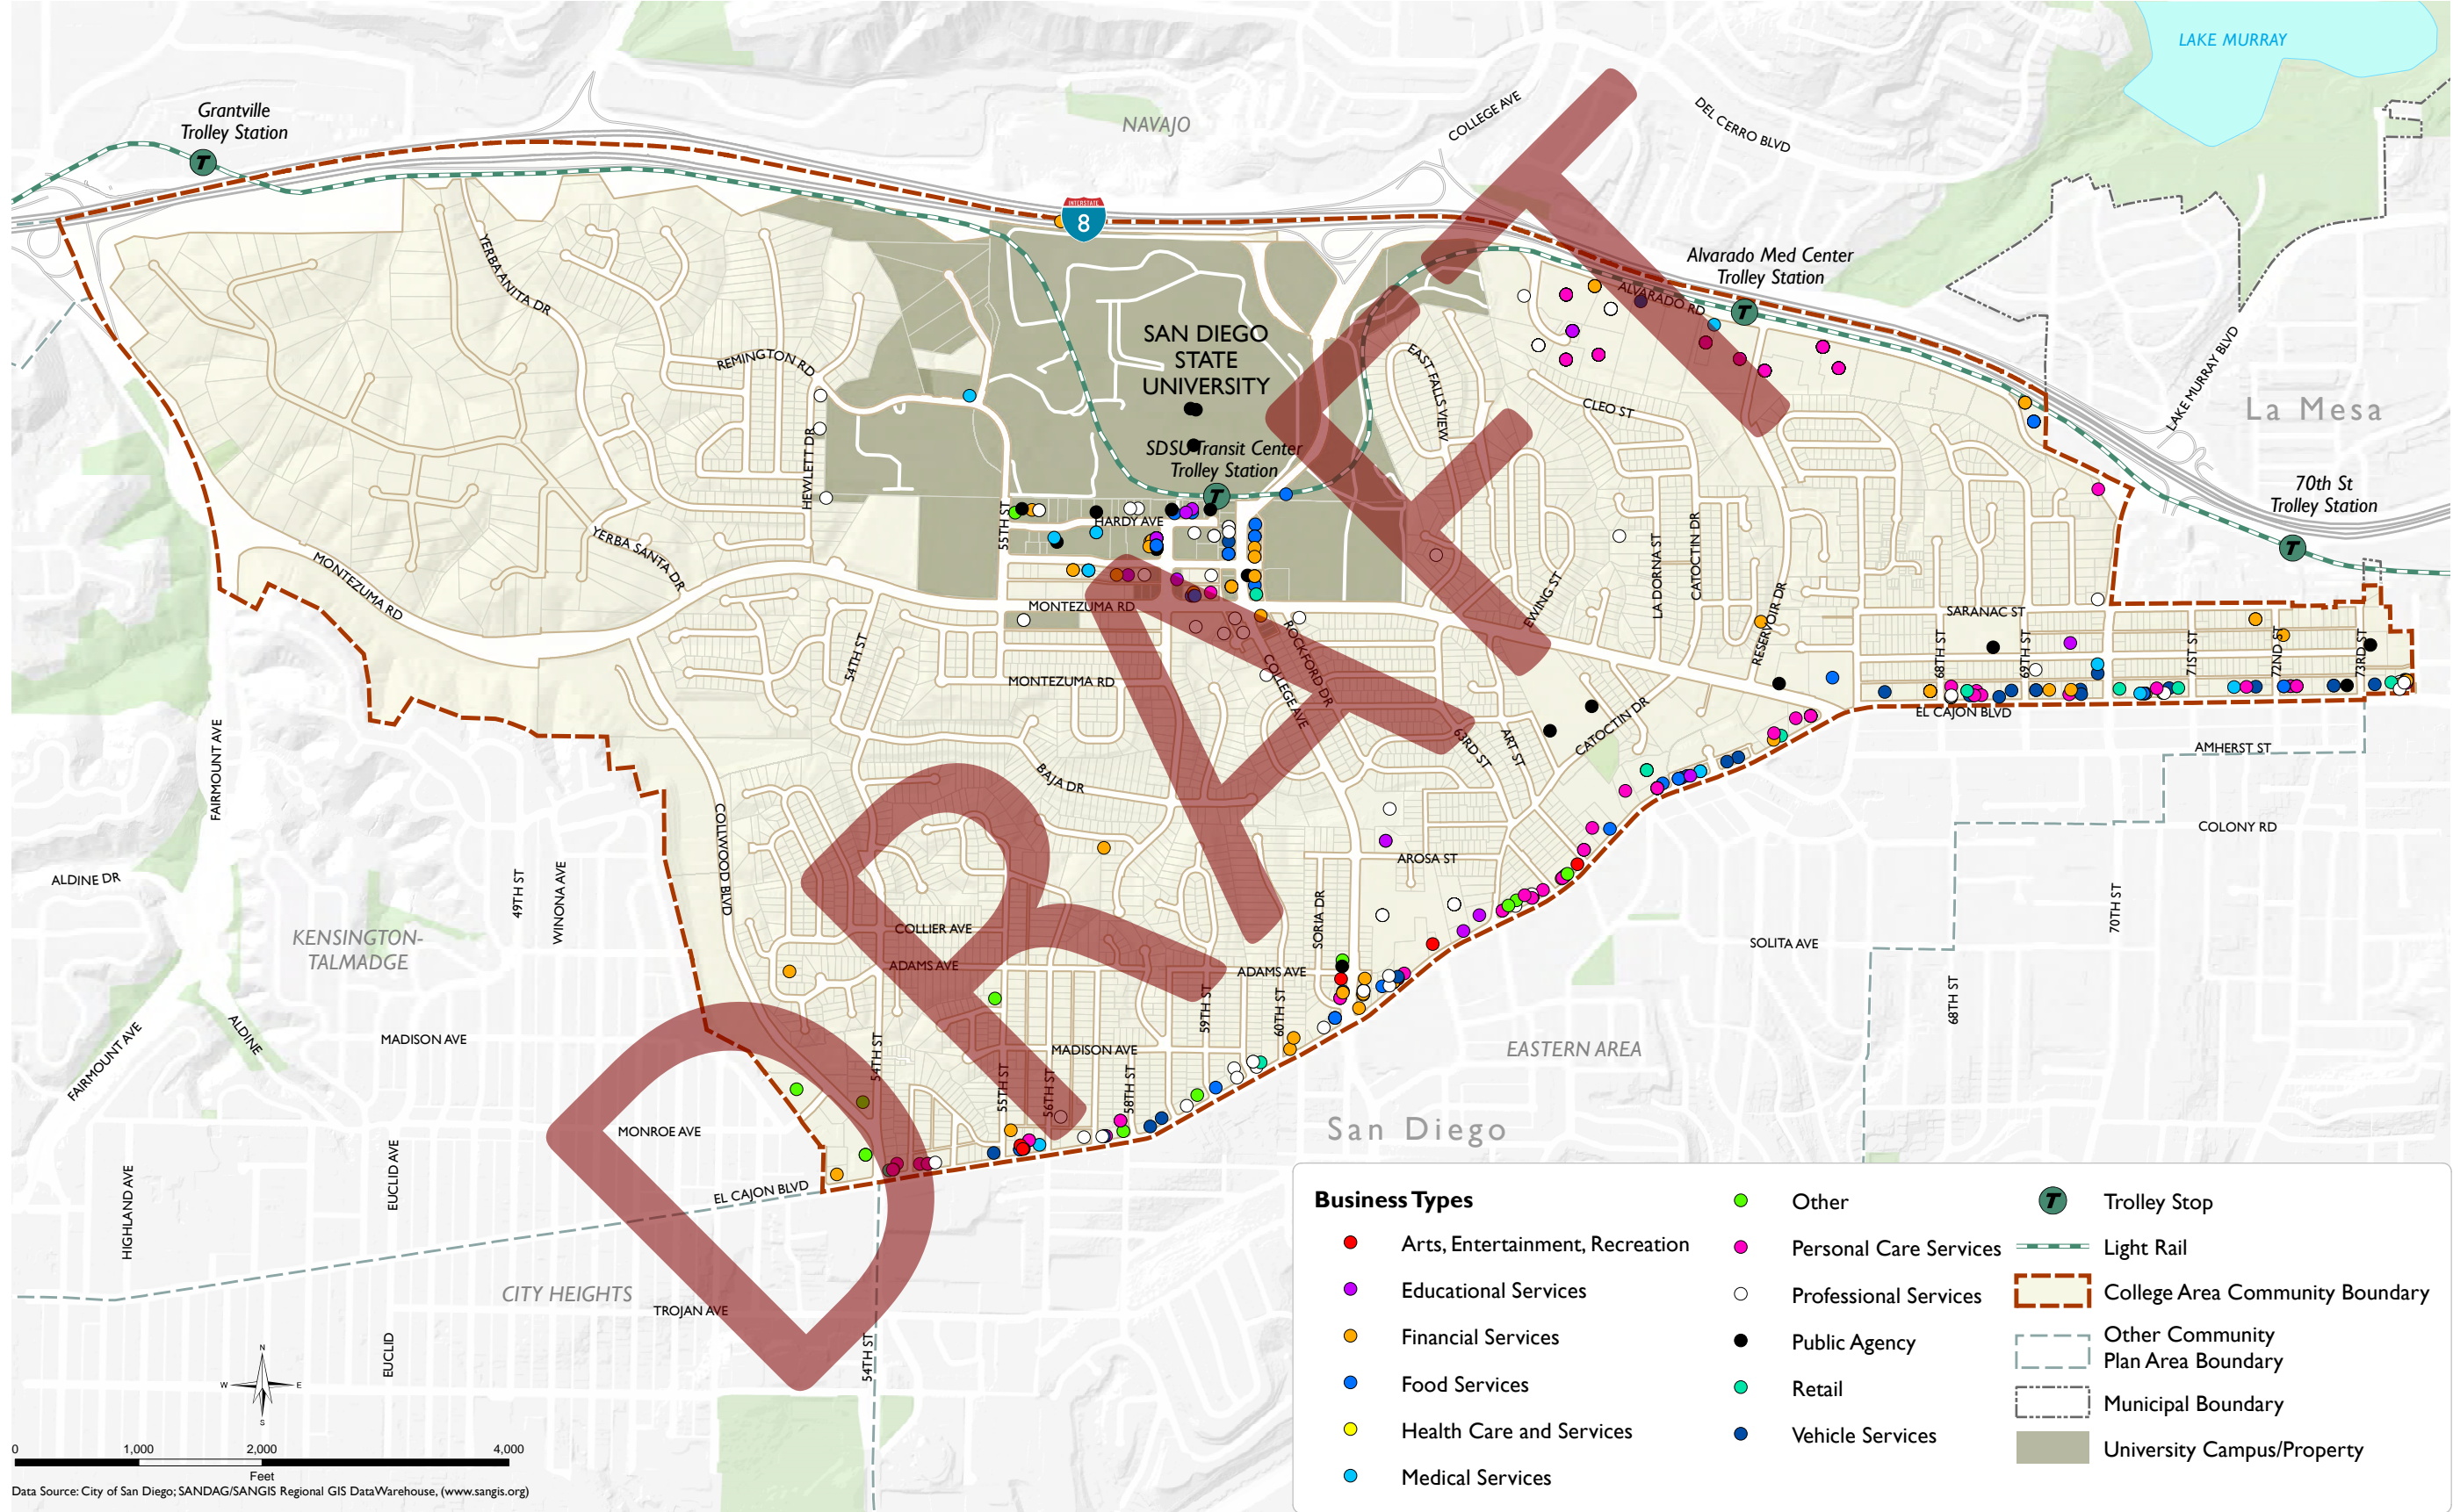 LAKE MURRAY
Grantville
Trolley Station
NAVAJO
COLLEGE AVE
DEL CERRO BLVD
INTERSTATE
8
YERBA ANITA DR
Alvarado Med Center
Trolley Station
ALVARADO RD
T
T
SAN DIEGO
STATE
UNIVERSITY
REMINGTON RD
EAST FALLS VIEW
CLEO ST
LAKE MURRAY BLVD
La Mesa
HEWLETT DR
SDSU Transit Center
Trolley Station
T
70th St
Trolley Station
T
55TH ST
HARDY AVE
YERBA SANTA DR
MONTEZUMA RD
MONTEZUMA RD
EWING ST
LA DORNA ST
CATOCTIN DR
RESERVOIR DR
SARANAC ST
68TH ST
69TH ST
71ST ST
72ND ST
73RD ST
54TH ST
MONTEZUMA RD
ROCKFORD DR
COLLEGE AVE
63RD ST
ART ST
CATOCTIN DR
EL CAJON BLVD
AMHERST ST
FAIRMOUNT AVE
BAJA DR
COLLWOOD BLVD
COLONY RD
AROSA ST
ALDINE DR
49TH ST
WINONA AVE
70TH ST
KENSINGTON-
TALMADGE
COLLIER AVE
ADAMS AVE
ADAMS AVE
SORIA DR
SOLITA AVE
68TH ST
59TH ST
60TH ST
FAIRMOUNT AVE
ALDINE
MADISON AVE
54TH ST
MADISON AVE
EASTERN AREA
55TH ST
56TH ST
58TH ST
San Diego
MONROE AVE
HIGHLAND AVE
EUCLID AVE
EL CAJON BLVD
CITY HEIGHTS
TROJAN AVE
EUCLID
54TH ST
DRAFT
N
W
E
S
0
1,000
2,000
4,000
Feet
Data Source: City of San Diego; SANDAG/SANGIS Regional GIS DataWarehouse, (www.sangis.org)
Business Types
Arts, Entertainment, Recreation
Educational Services
Financial Services
Food Services
Health Care and Services
Medical Services
Other
Personal Care Services
Professional Services
Public Agency
Retail
Vehicle Services
T
Trolley Stop
Light Rail
College Area Community Boundary
Other Community
Plan Area Boundary
Municipal Boundary
University Campus/Property